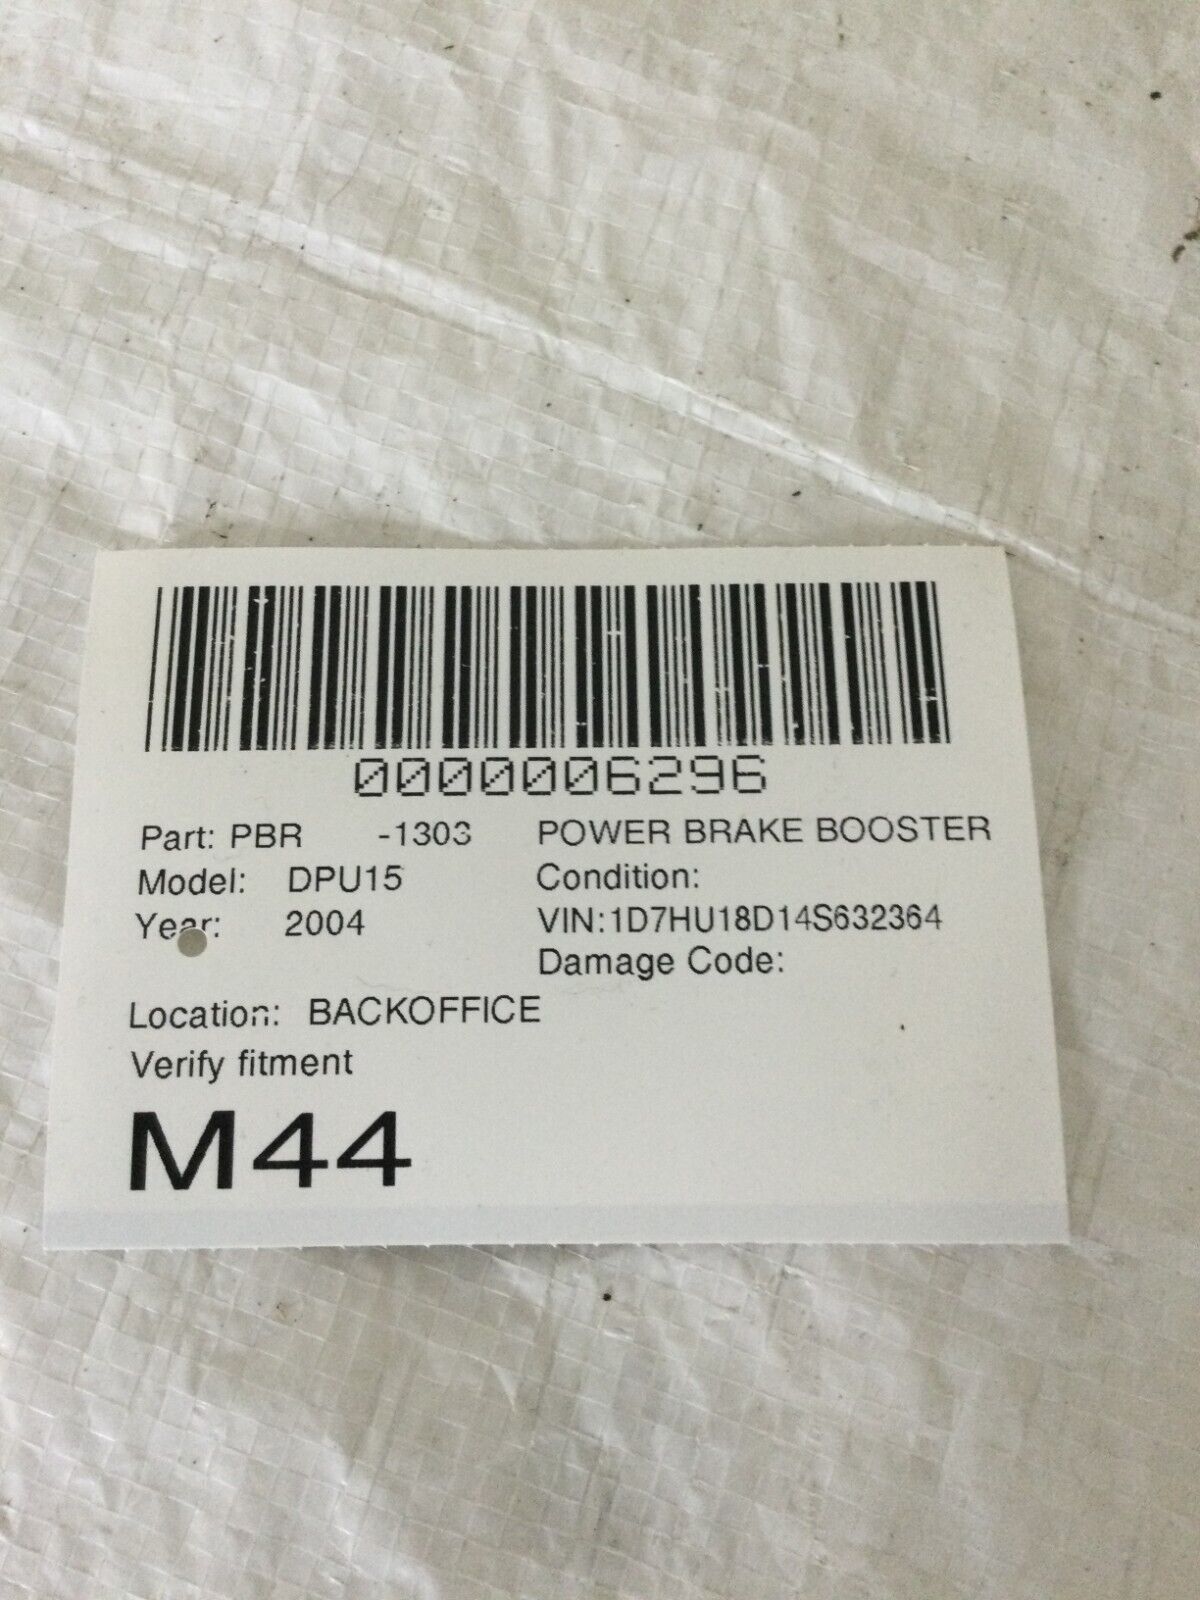 0000006296
Part: PBR -1303 POWER BRAKE BOOSTER
Model: DPU15 Condition:
Year: 2004 VIN:1D7HU18D14S632364
Damage Code:
Location: BACKOFFICE
Verify fitment
M44